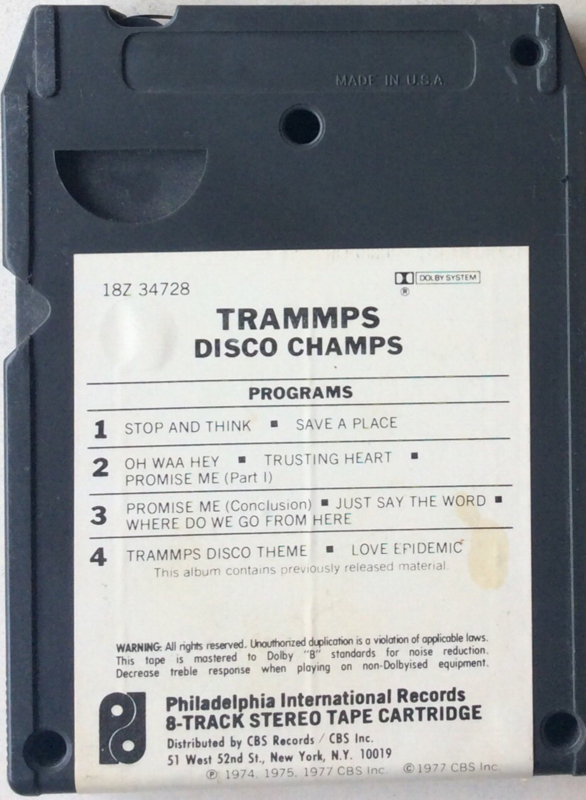 MADE IN U.S.A.
18Z 34728
DOLBY SYSTEM
®
TRAMMPS
DISCO CHAMPS
PROGRAMS
1 STOP AND THINK ■ SAVE A PLACE
2 OH WAA HEY ■ TRUSTING HEART ■
PROMISE ME (Part I)
3 PROMISE ME (Conclusion) ■ JUST SAY THE WORD ■
WHERE DO WE GO FROM HERE
4 TRAMMPS DISCO THEME ■ LOVE EPIDEMIC
This album contains previously released material.
WARNING: All rights reserved. Unauthorized duplication is a violation of applicable laws.
This tape is mastered to Dolby "B" standards for noise reduction.
Decrease treble response when playing on non-Dolbyised equipment.
Philadelphia International Records
8-TRACK STEREO TAPE CARTRIDGE
Distributed by CBS Records / CBS Inc.
51 West 52nd St., New York, N.Y. 10019
℗ 1974, 1975, 1977 CBS Inc. © 1977 CBS Inc.